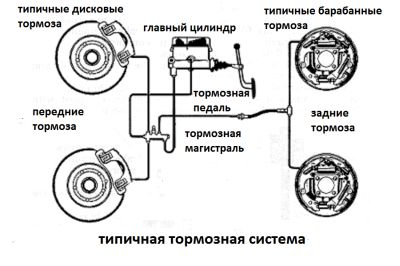 типичные дисковые
тормоза
главный цилиндр
типичные барабанные
тормоза
передние
тормоза
тормозная
педаль
тормозная
магистраль
задние
тормоза
типичная тормозная система